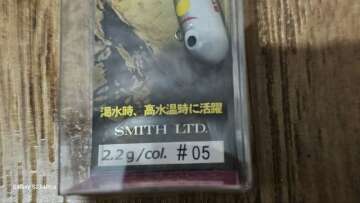 渇水時、高水温時に活躍
SMITH LTD.
2.2g/col. #05